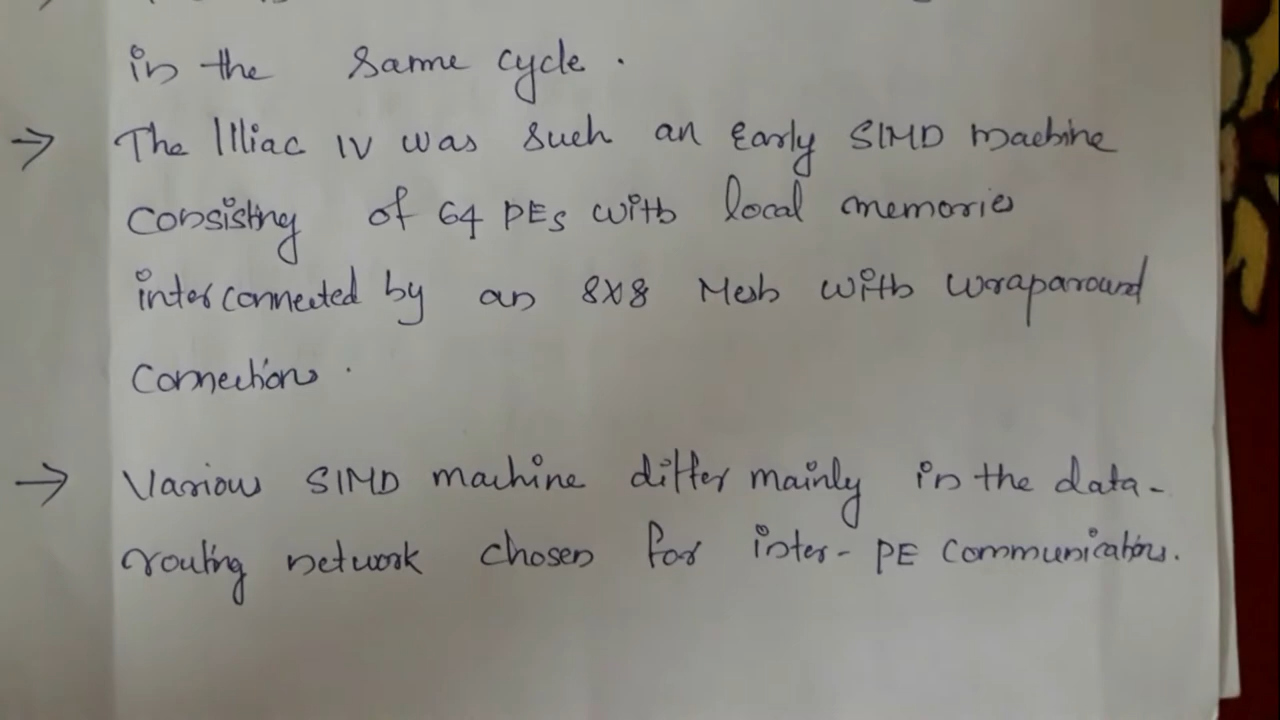 in the same cycle.
→ The Illiac IV was such an Early SIMD machine
consisting of 64 PEs with local memories
interconnected by an 8x8 Mesh with wraparound
Connections.
→ Various SIMD machine differ mainly in the data-
routing network chosen for inter-PE communications.